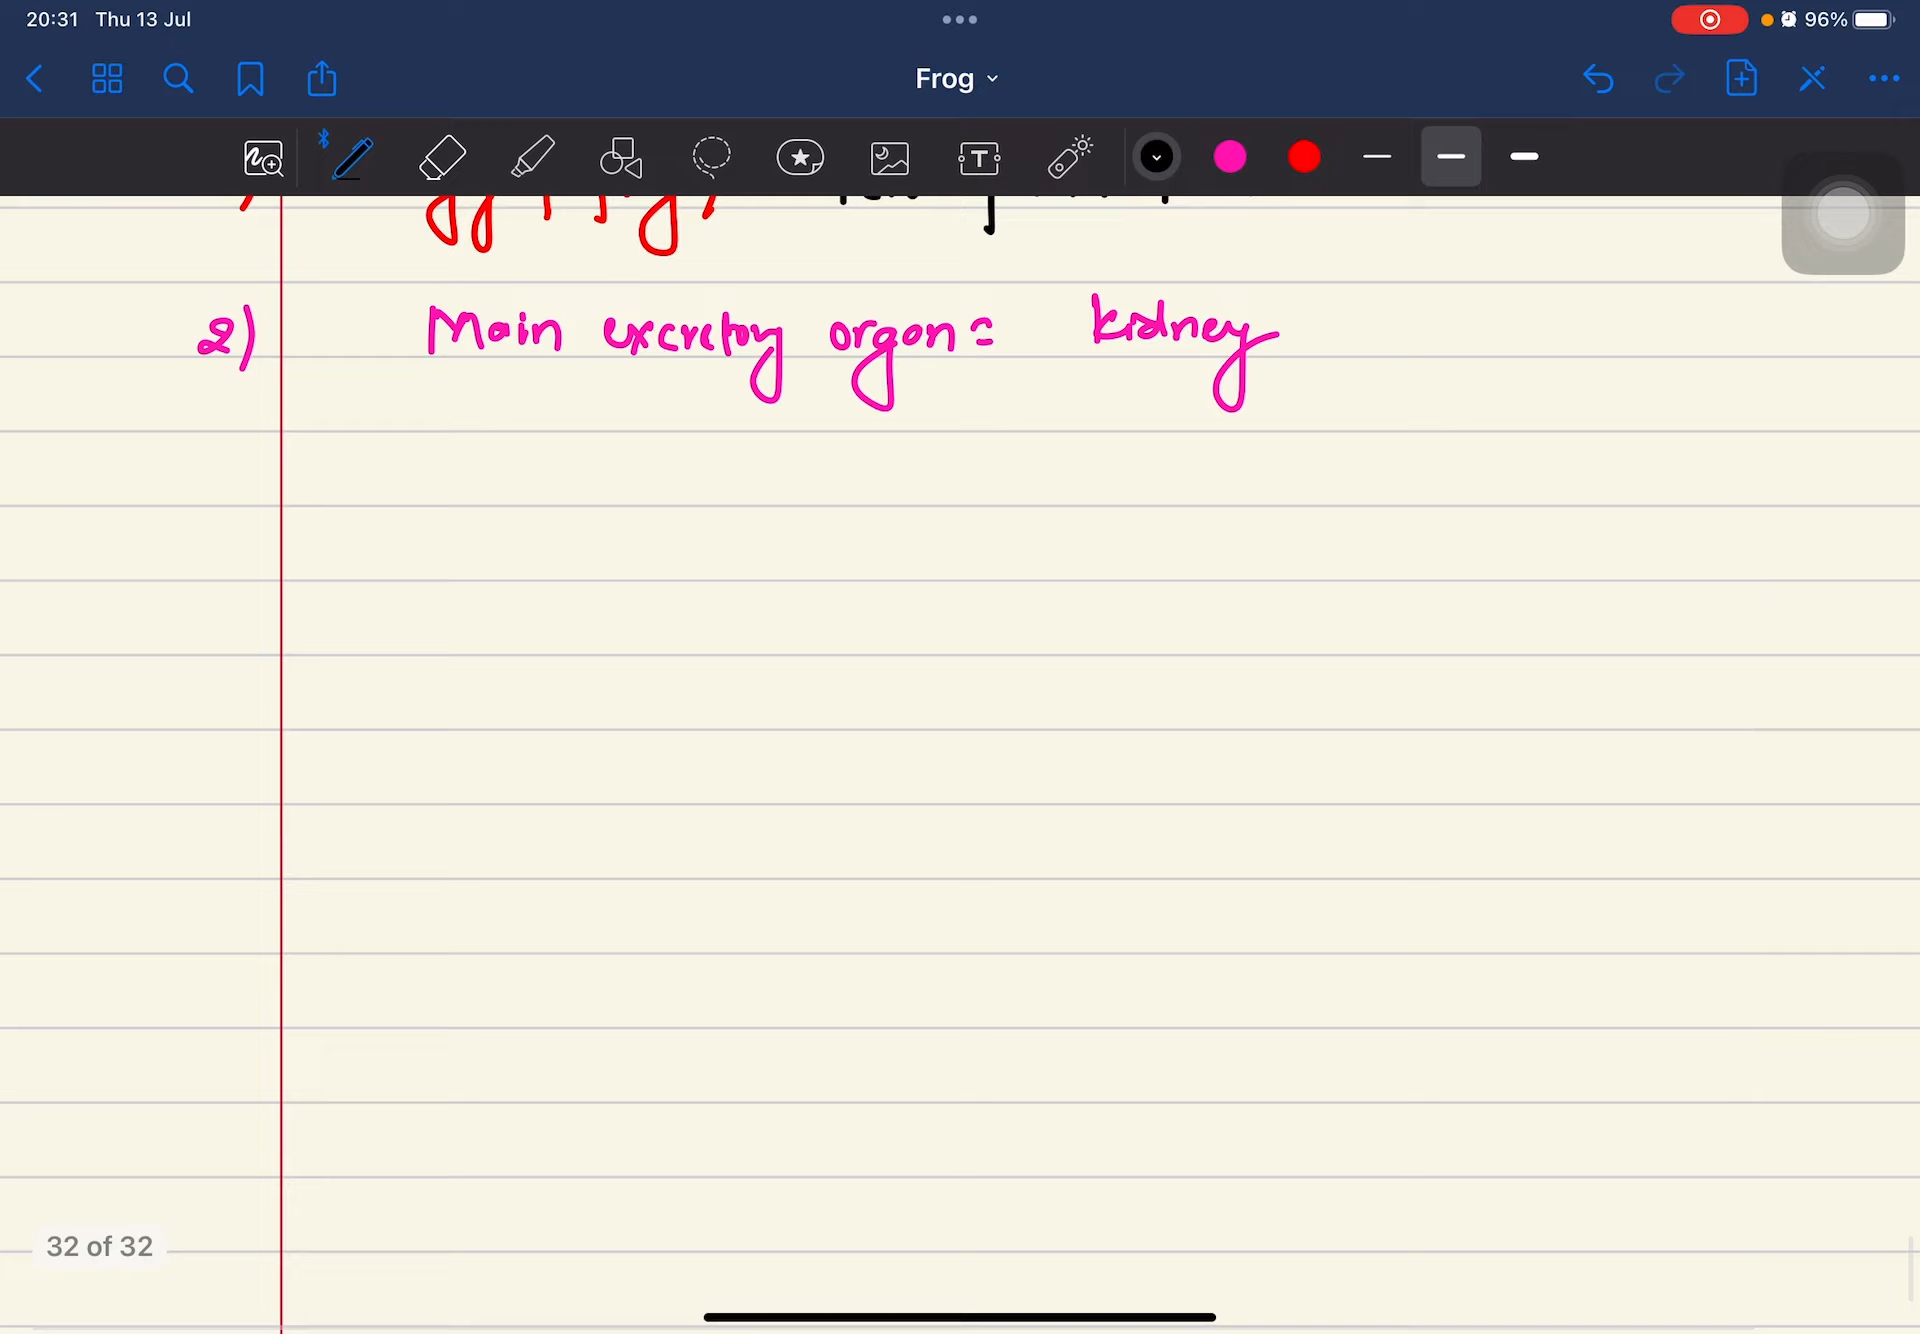 20:31 Thu 13 Jul
96%
Frog
T
2) Main excretory organ = kidney
32 of 32